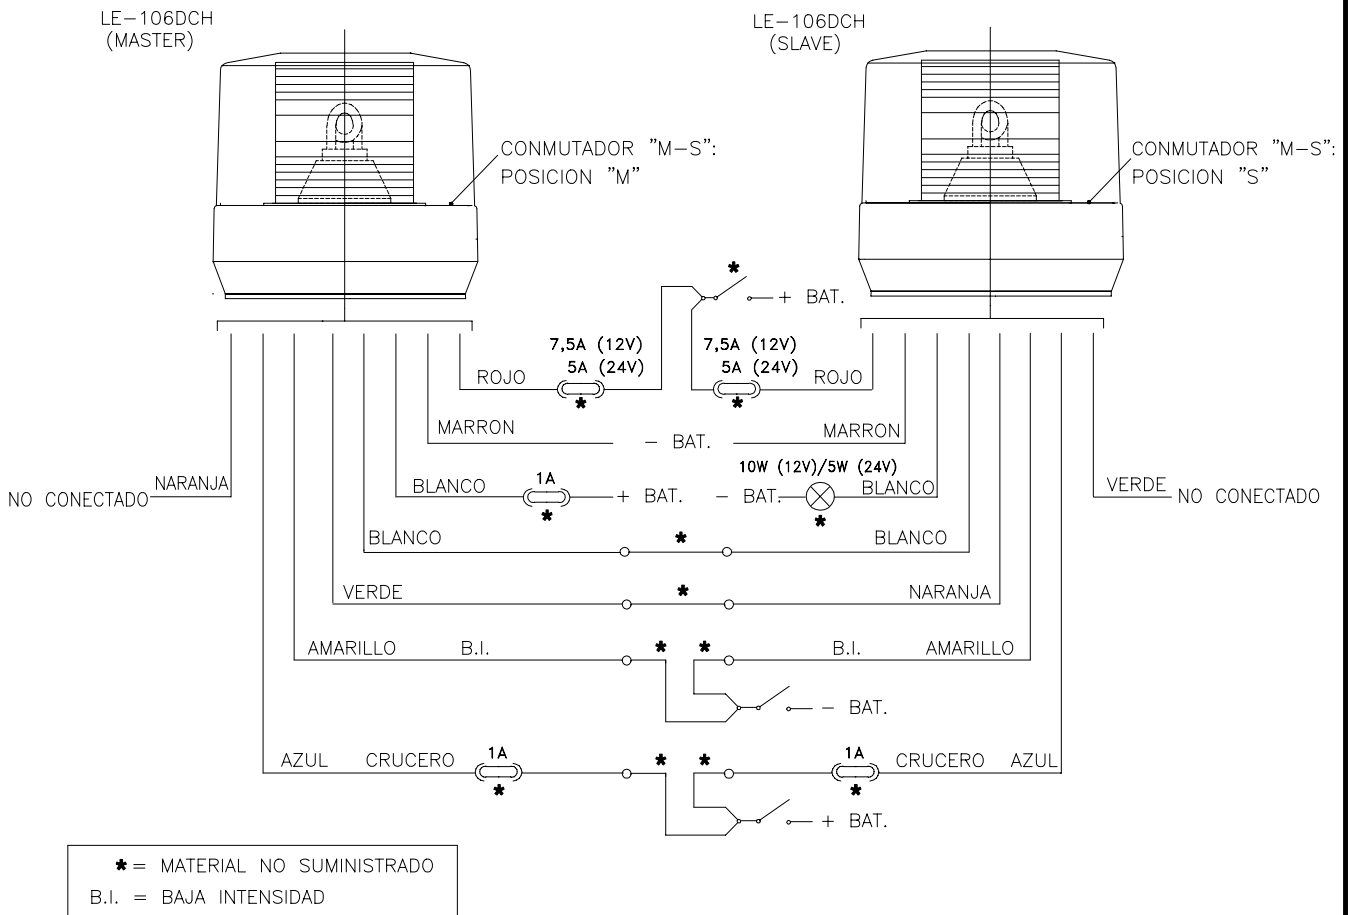 LE-106DCH
(MASTER)
LE-106DCH
(SLAVE)
CONMUTADOR "M-S":
POSICION "M"
CONMUTADOR "M-S":
POSICION "S"
* + BAT.
7,5A (12V)
5A (24V)
7,5A (12V)
5A (24V)
ROJO * * ROJO
MARRON - BAT. MARRON
NO CONECTADO NARANJA
BLANCO 1A * + BAT.
10W (12V)/5W (24V)
- BAT. * BLANCO
VERDE NO CONECTADO
BLANCO * BLANCO
VERDE * NARANJA
AMARILLO B.I. * * B.I. AMARILLO
- BAT.
AZUL CRUCERO 1A * * * 1A * CRUCERO AZUL
+ BAT.
* = MATERIAL NO SUMINISTRADO
B.I. = BAJA INTENSIDAD